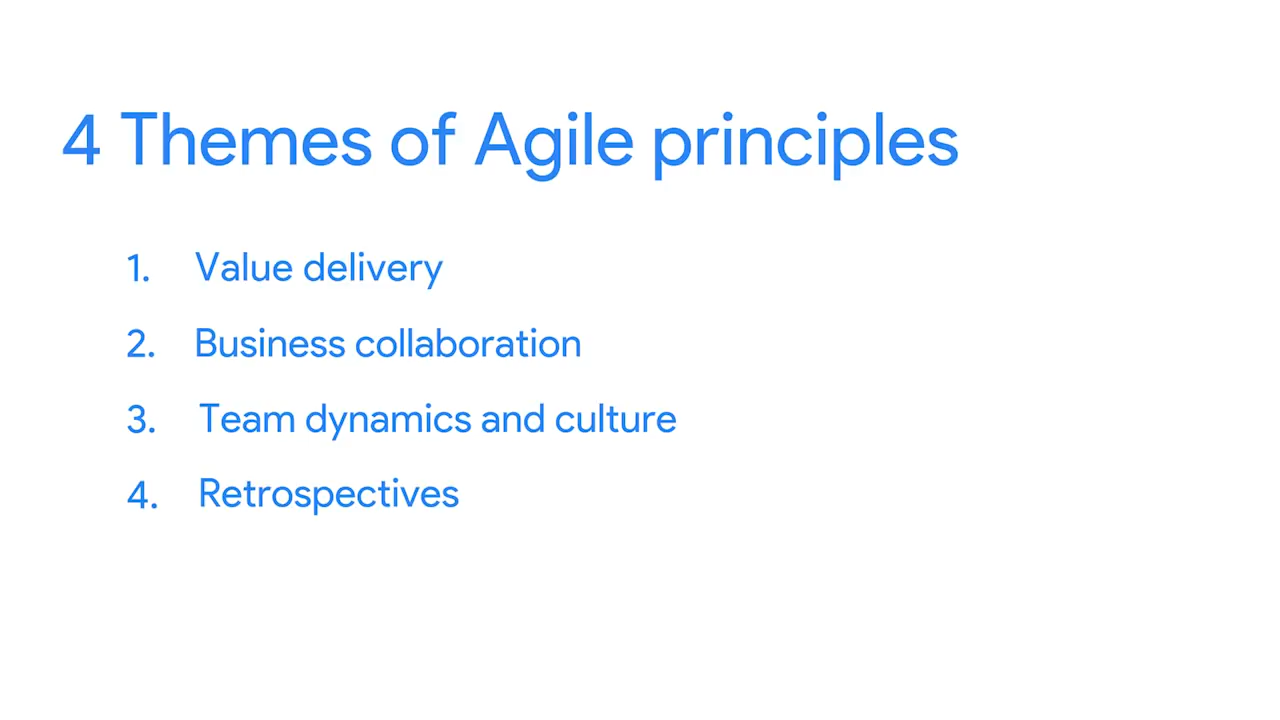 4 Themes of Agile principles
1. Value delivery
2. Business collaboration
3. Team dynamics and culture
4. Retrospectives